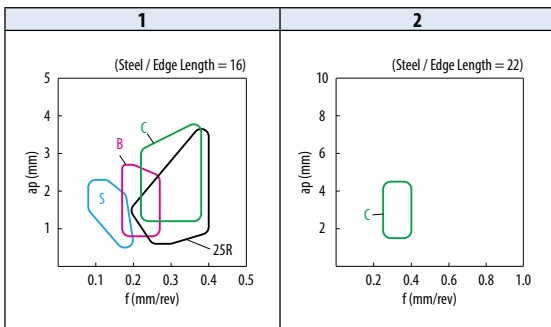 1
2
(Steel / Edge Length = 16)
5
4
3
2
1
ap (mm)
C
B
S
25R
0.1 0.2 0.3 0.4 0.5
f (mm/rev)
(Steel / Edge Length = 22)
10
8
6
4
2
ap (mm)
C
0.2 0.4 0.6 0.8 1.0
f (mm/rev)